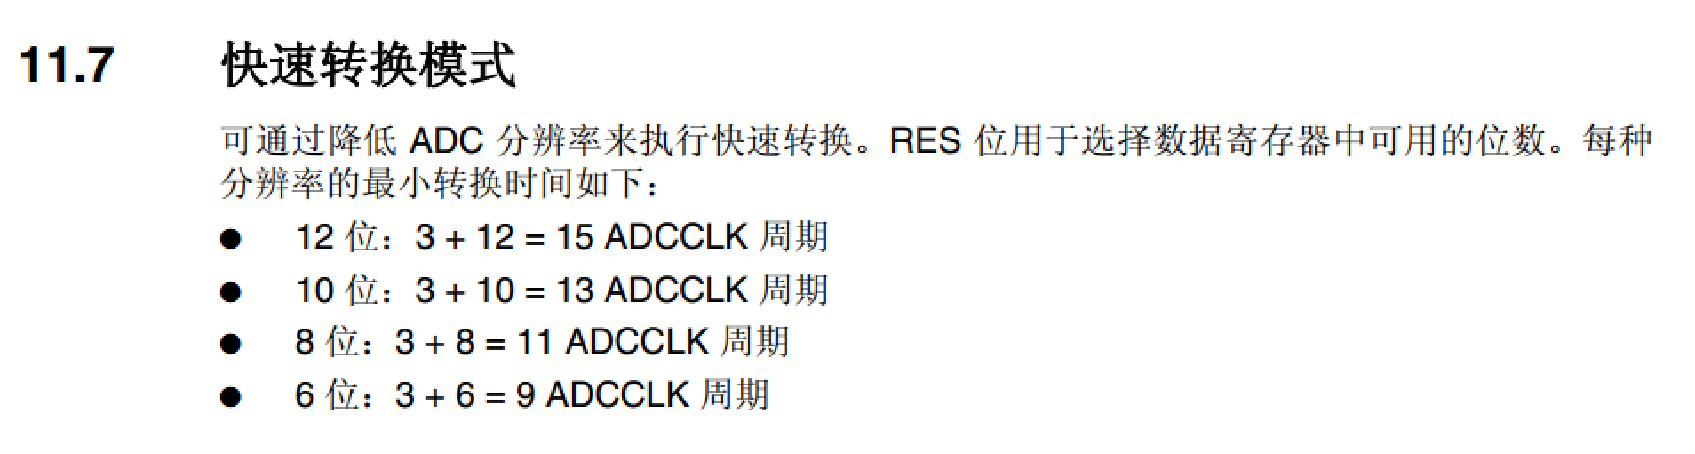 11.7 快速转换模式
可通过降低 ADC 分辨率来执行快速转换。RES 位用于选择数据寄存器中可用的位数。每种
分辨率的最小转换时间如下：
● 12 位：3 + 12 = 15 ADCCLK 周期
● 10 位：3 + 10 = 13 ADCCLK 周期
● 8 位：3 + 8 = 11 ADCCLK 周期
● 6 位：3 + 6 = 9 ADCCLK 周期